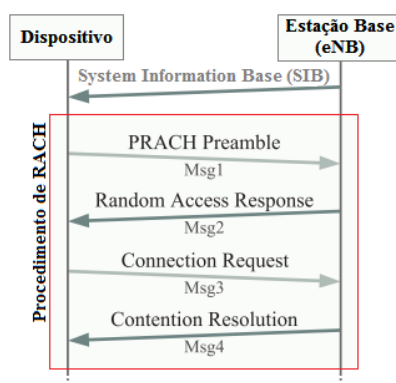 Dispositivo
Estação Base
(eNB)
System Information Base (SIB)
Procedimento de RACH
PRACH Preamble
Msg1
Random Access Response
Msg2
Connection Request
Msg3
Contention Resolution
Msg4